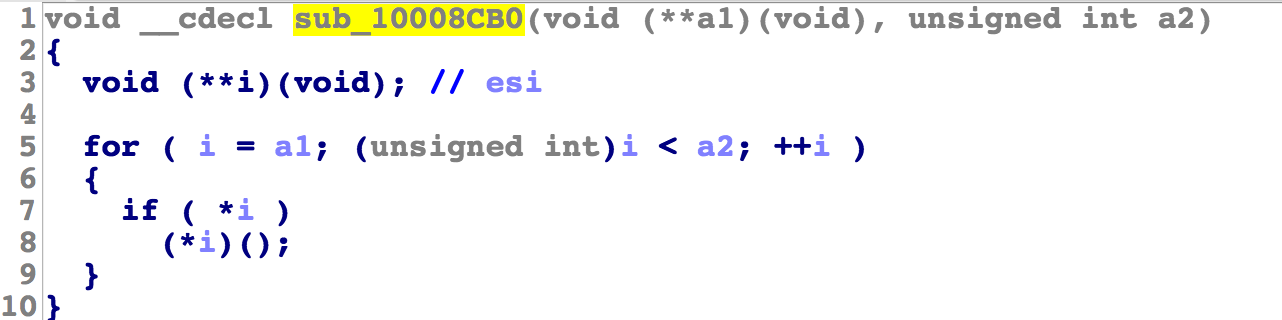 1 void __cdecl sub_10008CB0(void (**a1)(void), unsigned int a2)
2 {
3   void (**i)(void); // esi
4
5   for ( i = a1; (unsigned int)i < a2; ++i )
6   {
7     if ( *i )
8       (*i)();
9   }
10 }